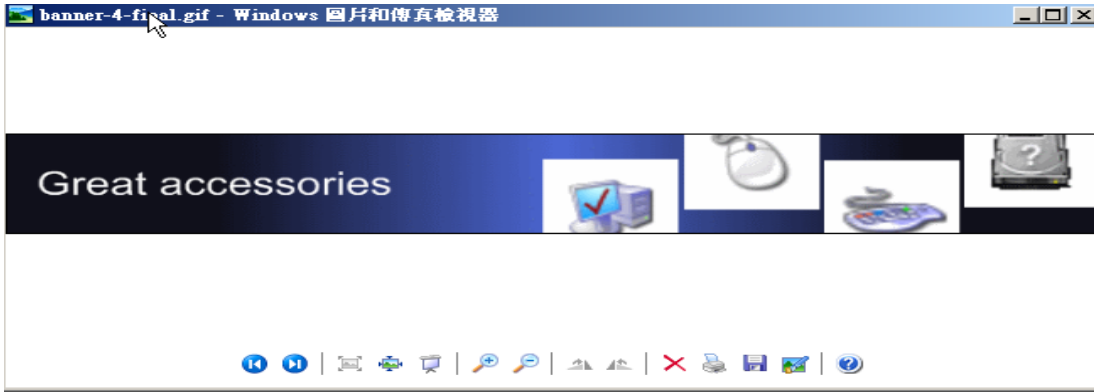 banner-4-final.gif - Windows 圖片和傳真檢視器
Great accessories
?
?